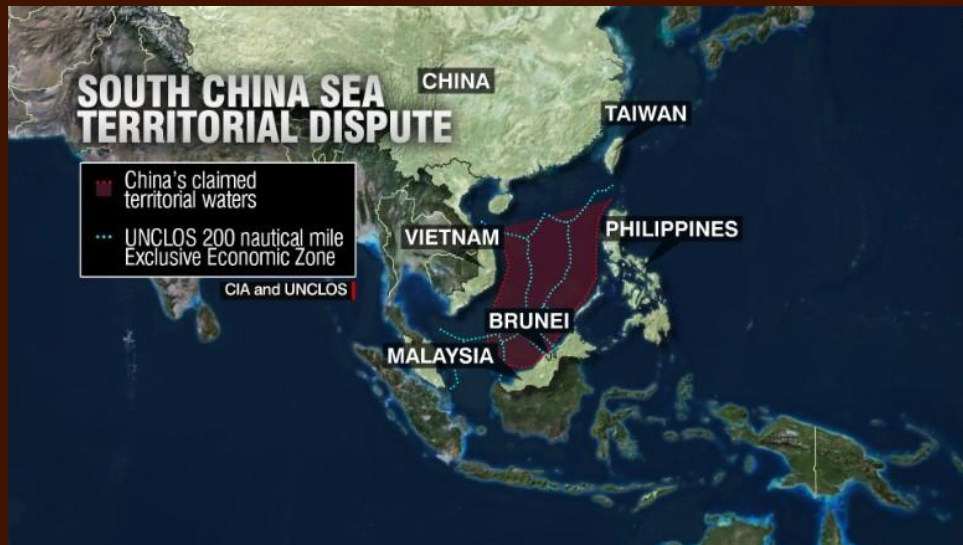 SOUTH CHINA SEA
TERRITORIAL DISPUTE
China's claimed
territorial waters
UNCLOS 200 nautical mile
Exclusive Economic Zone
CIA and UNCLOS
CHINA
TAIWAN
VIETNAM
PHILIPPINES
BRUNEI
MALAYSIA